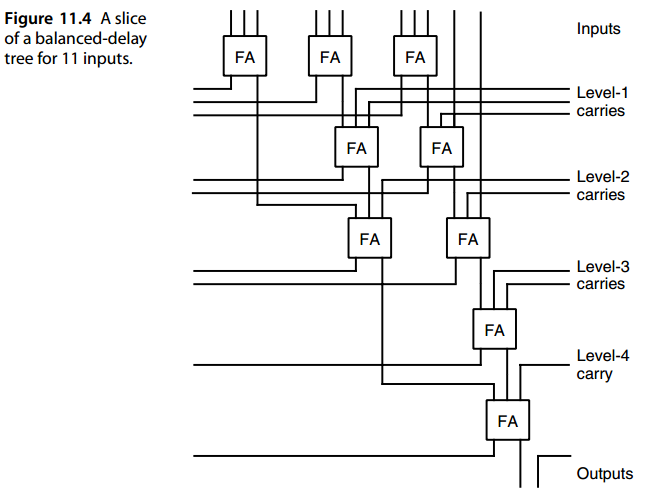 Figure 11.4 A slice
of a balanced-delay
tree for 11 inputs.
Inputs
FA FA FA
Level-1
carries
FA FA
Level-2
carries
FA FA
Level-3
carries
FA
Level-4
carry
FA
Outputs